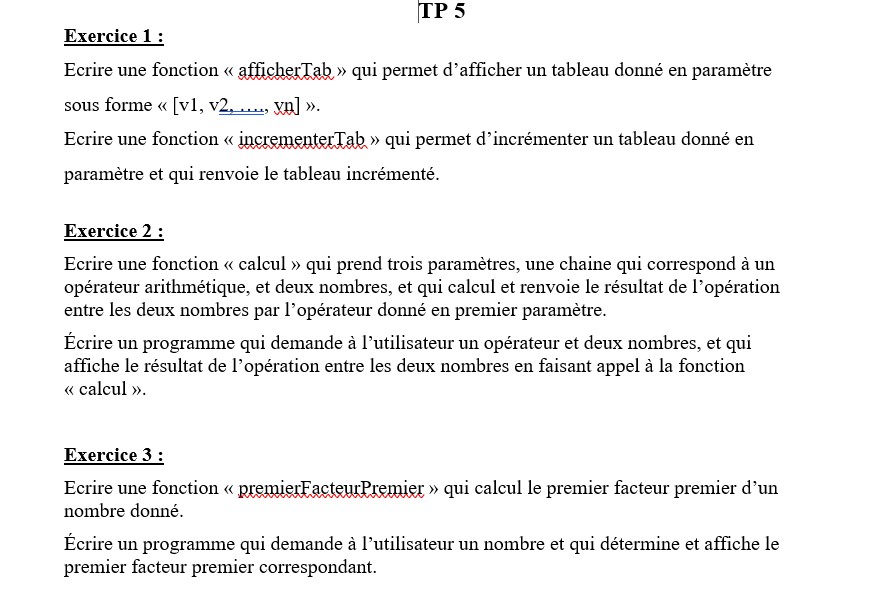 TP 5
Exercice 1 :
Ecrire une fonction « afficherTab » qui permet d’afficher un tableau donné en paramètre
sous forme « [v1, v2, …., vn] ».
Ecrire une fonction « incrementerTab » qui permet d’incrémenter un tableau donné en
paramètre et qui renvoie le tableau incrémenté.
Exercice 2 :
Ecrire une fonction « calcul » qui prend trois paramètres, une chaine qui correspond à un
opérateur arithmétique, et deux nombres, et qui calcul et renvoie le résultat de l’opération
entre les deux nombres par l’opérateur donné en premier paramètre.
Écrire un programme qui demande à l’utilisateur un opérateur et deux nombres, et qui
affiche le résultat de l’opération entre les deux nombres en faisant appel à la fonction
« calcul ».
Exercice 3 :
Ecrire une fonction « premierFacteurPremier » qui calcul le premier facteur premier d’un
nombre donné.
Écrire un programme qui demande à l’utilisateur un nombre et qui détermine et affiche le
premier facteur premier correspondant.